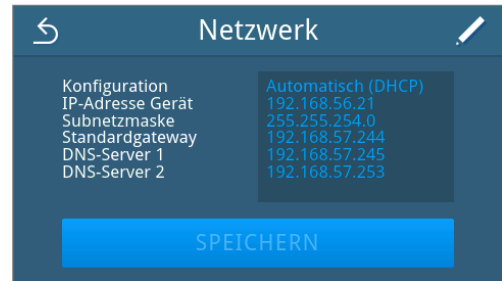 Netzwerk
Konfiguration Automatisch (DHCP)
IP-Adresse Gerät 192.168.56.21
Subnetzmaske 255.255.254.0
Standardgateway 192.168.57.244
DNS-Server 1 192.168.57.245
DNS-Server 2 192.168.57.253
SPEICHERN